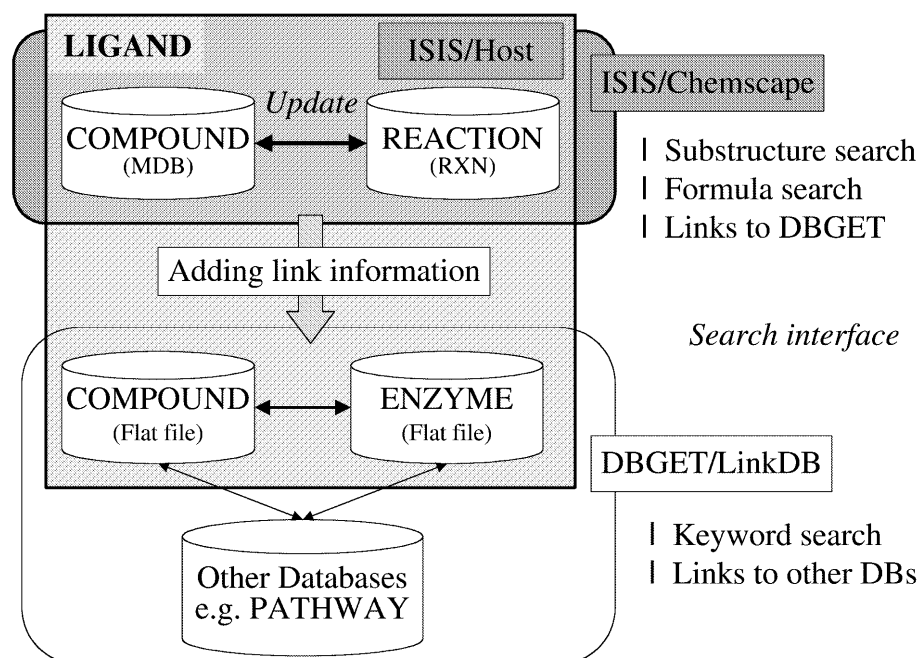 LIGAND
ISIS/Host
ISIS/Chemscape
Update
COMPOUND
(MDB)
REACTION
(RXN)
l Substructure search
l Formula search
l Links to DBGET
Adding link information
Search interface
COMPOUND
(Flat file)
ENZYME
(Flat file)
DBGET/LinkDB
l Keyword search
l Links to other DBs
Other Databases
e.g. PATHWAY